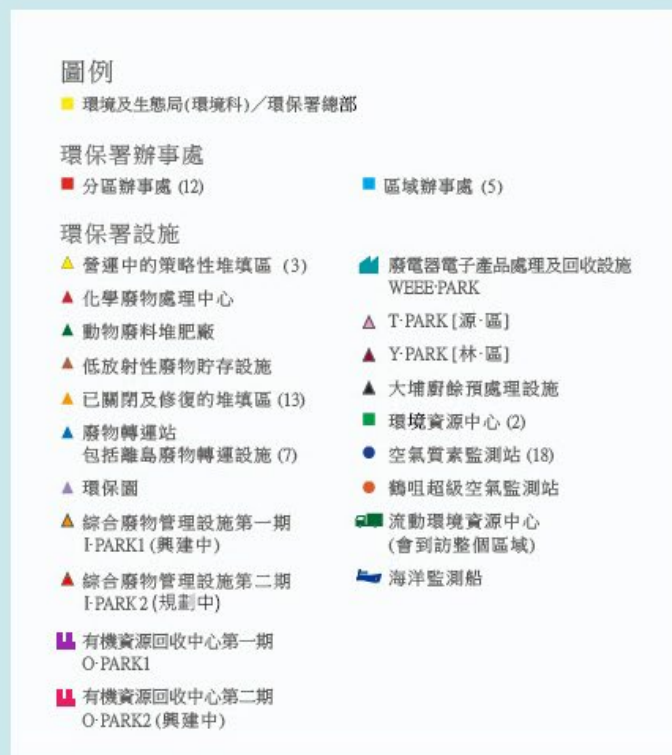 圖例
環境及生態局(環境科)／環保署總部
環保署辦事處
分區辦事處 (12)
區域辦事處 (5)
環保署設施
營運中的策略性堆填區 (3)
化學廢物處理中心
動物廢料堆肥廠
低放射性廢物貯存設施
已關閉及修復的堆填區 (13)
廢物轉運站
包括離島廢物轉運設施 (7)
環保園
綜合廢物管理設施第一期
I·PARK1 (興建中)
綜合廢物管理設施第二期
I·PARK 2 (規劃中)
有機資源回收中心第一期
O·PARK1
有機資源回收中心第二期
O·PARK2 (興建中)
廢電器電子產品處理及回收設施
WEEE·PARK
T·PARK [源·區]
Y·PARK [林·區]
大埔廚餘預處理設施
環境資源中心 (2)
空氣質素監測站 (18)
鶴咀超級空氣監測站
流動環境資源中心
(會到訪整個區域)
海洋監測船